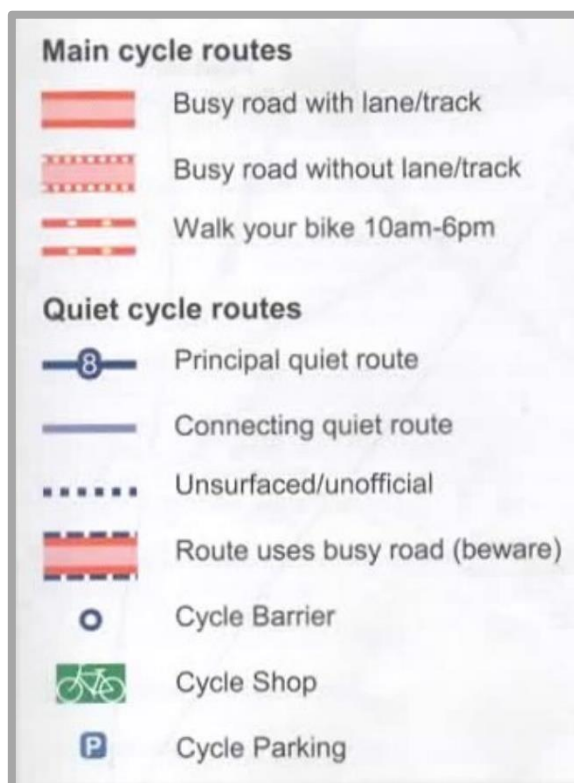 Main cycle routes
Busy road with lane/track
Busy road without lane/track
Walk your bike 10am-6pm
Quiet cycle routes
8 Principal quiet route
Connecting quiet route
Unsurfaced/unofficial
Route uses busy road (beware)
Cycle Barrier
Cycle Shop
P Cycle Parking